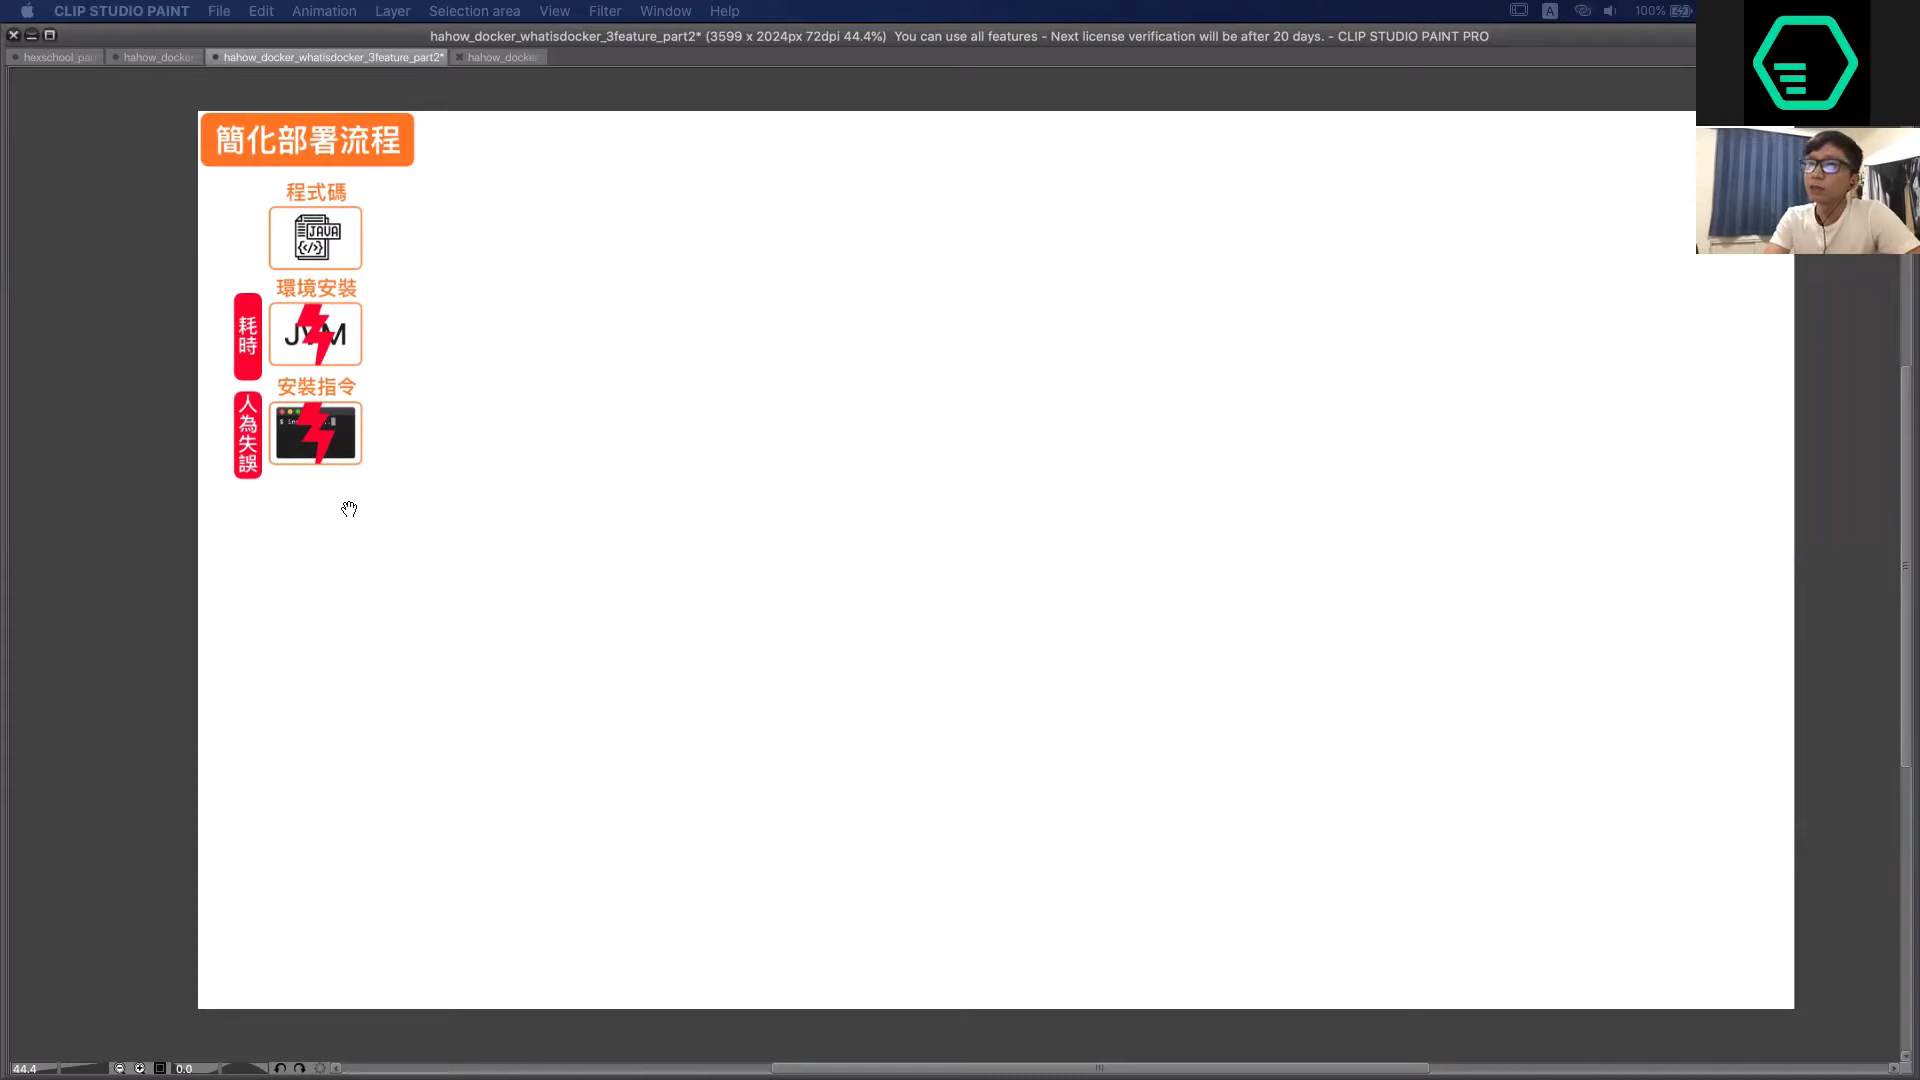 CLIP STUDIO PAINT File Edit Animation Layer Selection area View Filter Window Help
A 100%
hahow_docker_whatisdocker_3feature_part2* (3599 x 2024px 72dpi 44.4%) You can use all features - Next license verification will be after 20 days. - CLIP STUDIO PAINT PRO
hexschool_pa hahow_docker hahow_docker_whatisdocker_3feature_part2* hahow_docke
簡化部署流程
程式碼
JAVA
環境安裝
耗時
安裝指令
人為失誤
$
44.4 0.0